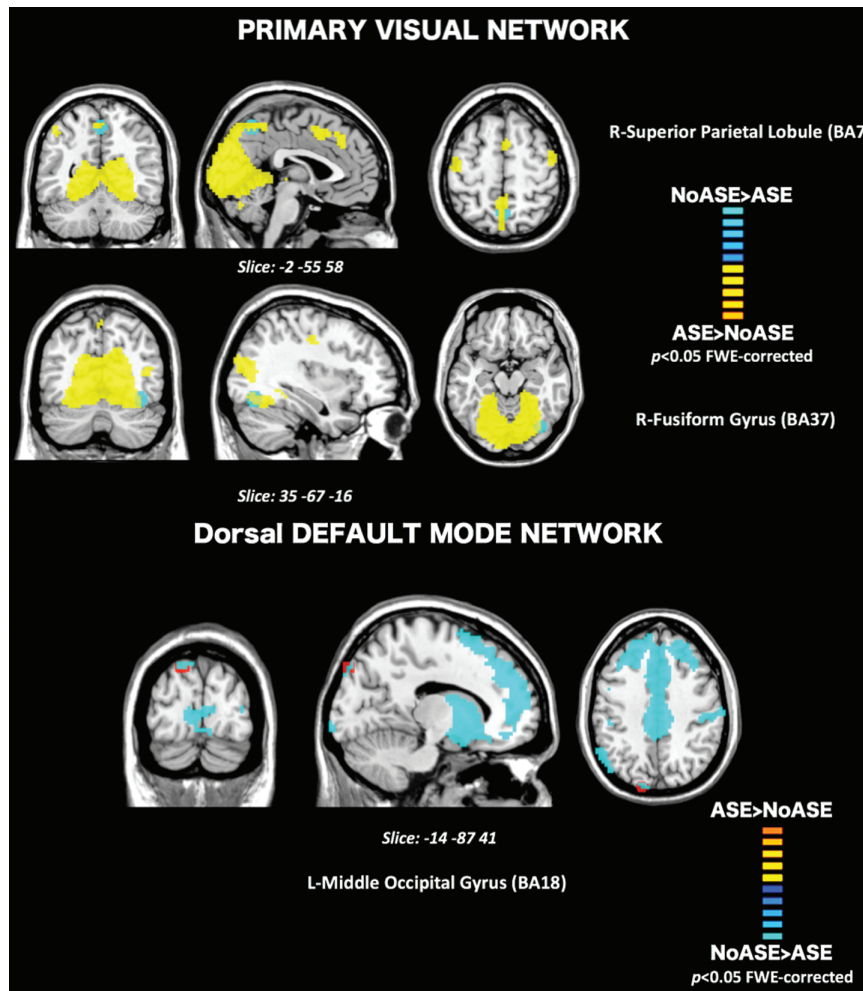 PRIMARY VISUAL NETWORK
R-Superior Parietal Lobule (BA7
NoASE>ASE
Slice: -2 -55 58
ASE>NoASE
p<0.05 FWE-corrected
R-Fusiform Gyrus (BA37)
Slice: 35 -67 -16
Dorsal DEFAULT MODE NETWORK
ASE>NoASE
Slice: -14 -87 41
L-Middle Occipital Gyrus (BA18)
NoASE>ASE
p<0.05 FWE-corrected